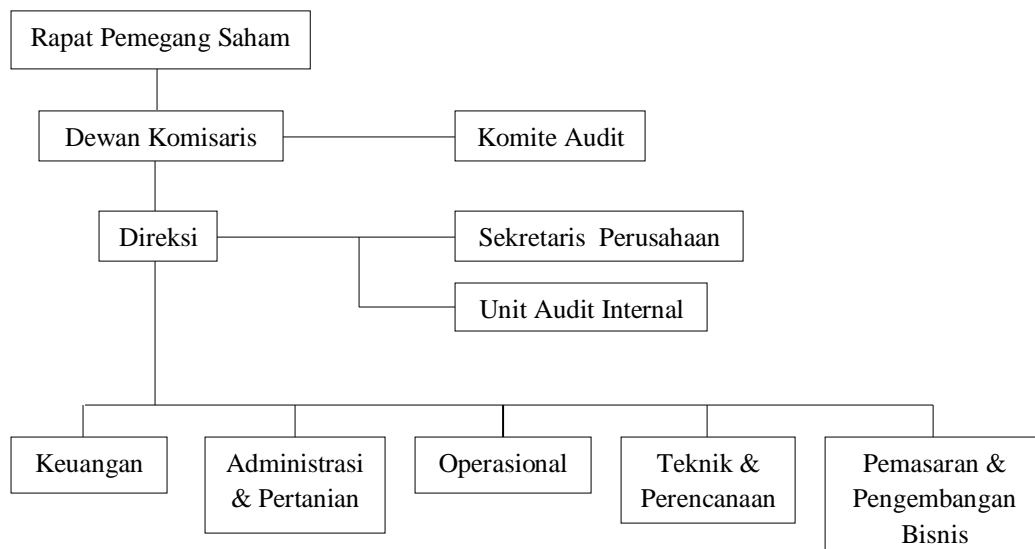 Rapat Pemegang Saham
Dewan Komisaris
Komite Audit
Direksi
Sekretaris Perusahaan
Unit Audit Internal
Keuangan
Administrasi
& Pertanian
Operasional
Teknik &
Perencanaan
Pemasaran &
Pengembangan
Bisnis